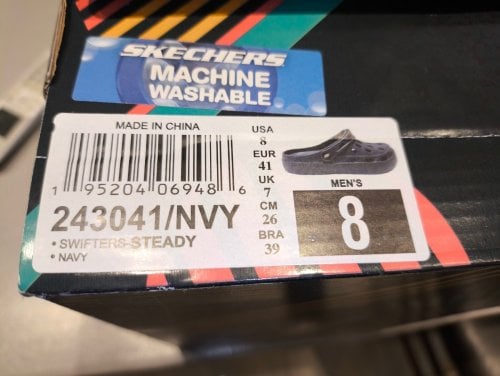 SKECHERS
MACHINE
WASHABLE
MADE IN CHINA
1 95204 06948 6
243041/NVY
• SWIFTERS-STEADY
• NAVY
USA
8
EUR
41
UK
7
CM
26
BRA
39
MEN'S
8